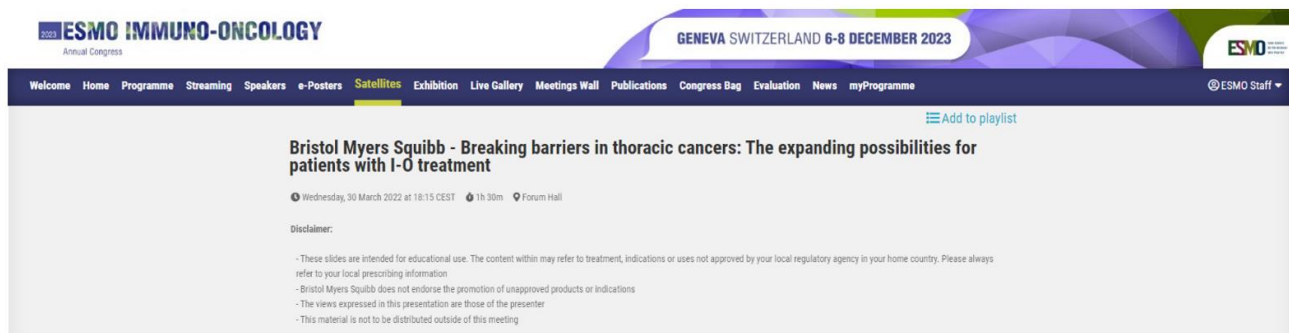 2023 ESMO IMMUNO-ONCOLOGY
Annual Congress
GENEVA SWITZERLAND 6-8 DECEMBER 2023
ESMO
Welcome Home Programme Streaming Speakers e-Posters Satellites Exhibition Live Gallery Meetings Wall Publications Congress Bag Evaluation News myProgramme ESMO Staff
Add to playlist
Bristol Myers Squibb - Breaking barriers in thoracic cancers: The expanding possibilities for
patients with I-O treatment
Wednesday, 30 March 2022 at 18:15 CEST 1h 30m Forum Hall
Disclaimer:
- These slides are intended for educational use. The content within may refer to treatment, indications or uses not approved by your local regulatory agency in your home country. Please always
refer to your local prescribing information
- Bristol Myers Squibb does not endorse the promotion of unapproved products or indications
- The views expressed in this presentation are those of the presenter
- This material is not to be distributed outside of this meeting